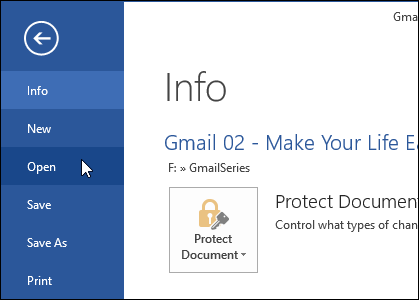 Gma
Info
Info
New
Gmail 02 - Make Your Life Ea
Open
F: » GmailSeries
Save
Protect Document
Control what types of chan
Protect
Document
Save As
Print